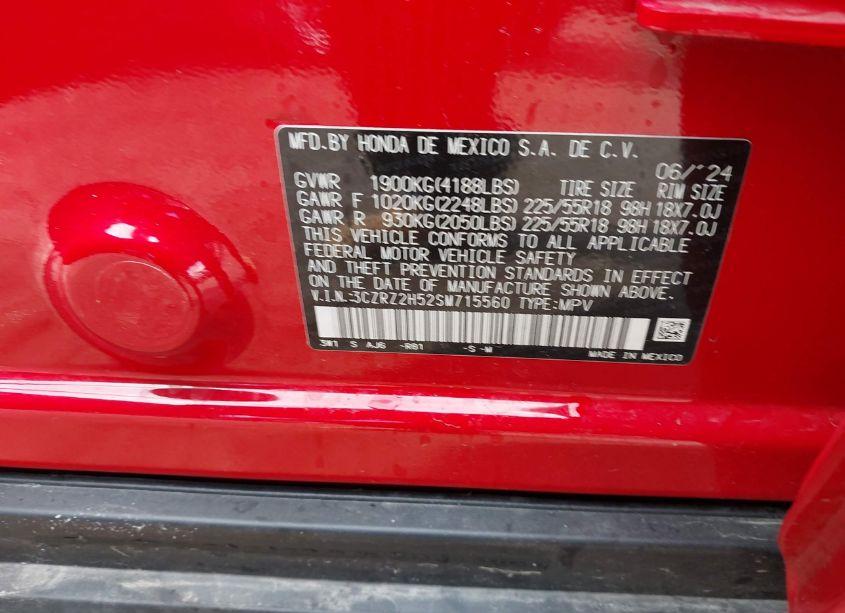 MFD.BY HONDA DE MEXICO S.A. DE C.V.
06/''24
GVWR 1900KG(4188LBS) TIRE SIZE RIM SIZE
GAWR F 1020KG(2248LBS) 225/55R18 98H 18X7.0J
GAWR R 930KG(2050LBS) 225/55R18 98H 18X7.0J
THIS VEHICLE CONFORMS TO ALL APPLICABLE
FEDERAL MOTOR VEHICLE SAFETY
AND THEFT PREVENTION STANDARDS IN EFFECT
ON THE DATE OF MANUFACTURE SHOWN ABOVE.
V.I.N.:3CZRZ2H52SM715560 TYPE:MPV
3W1 S AJ6 -R81 -S -M
MADE IN MEXICO